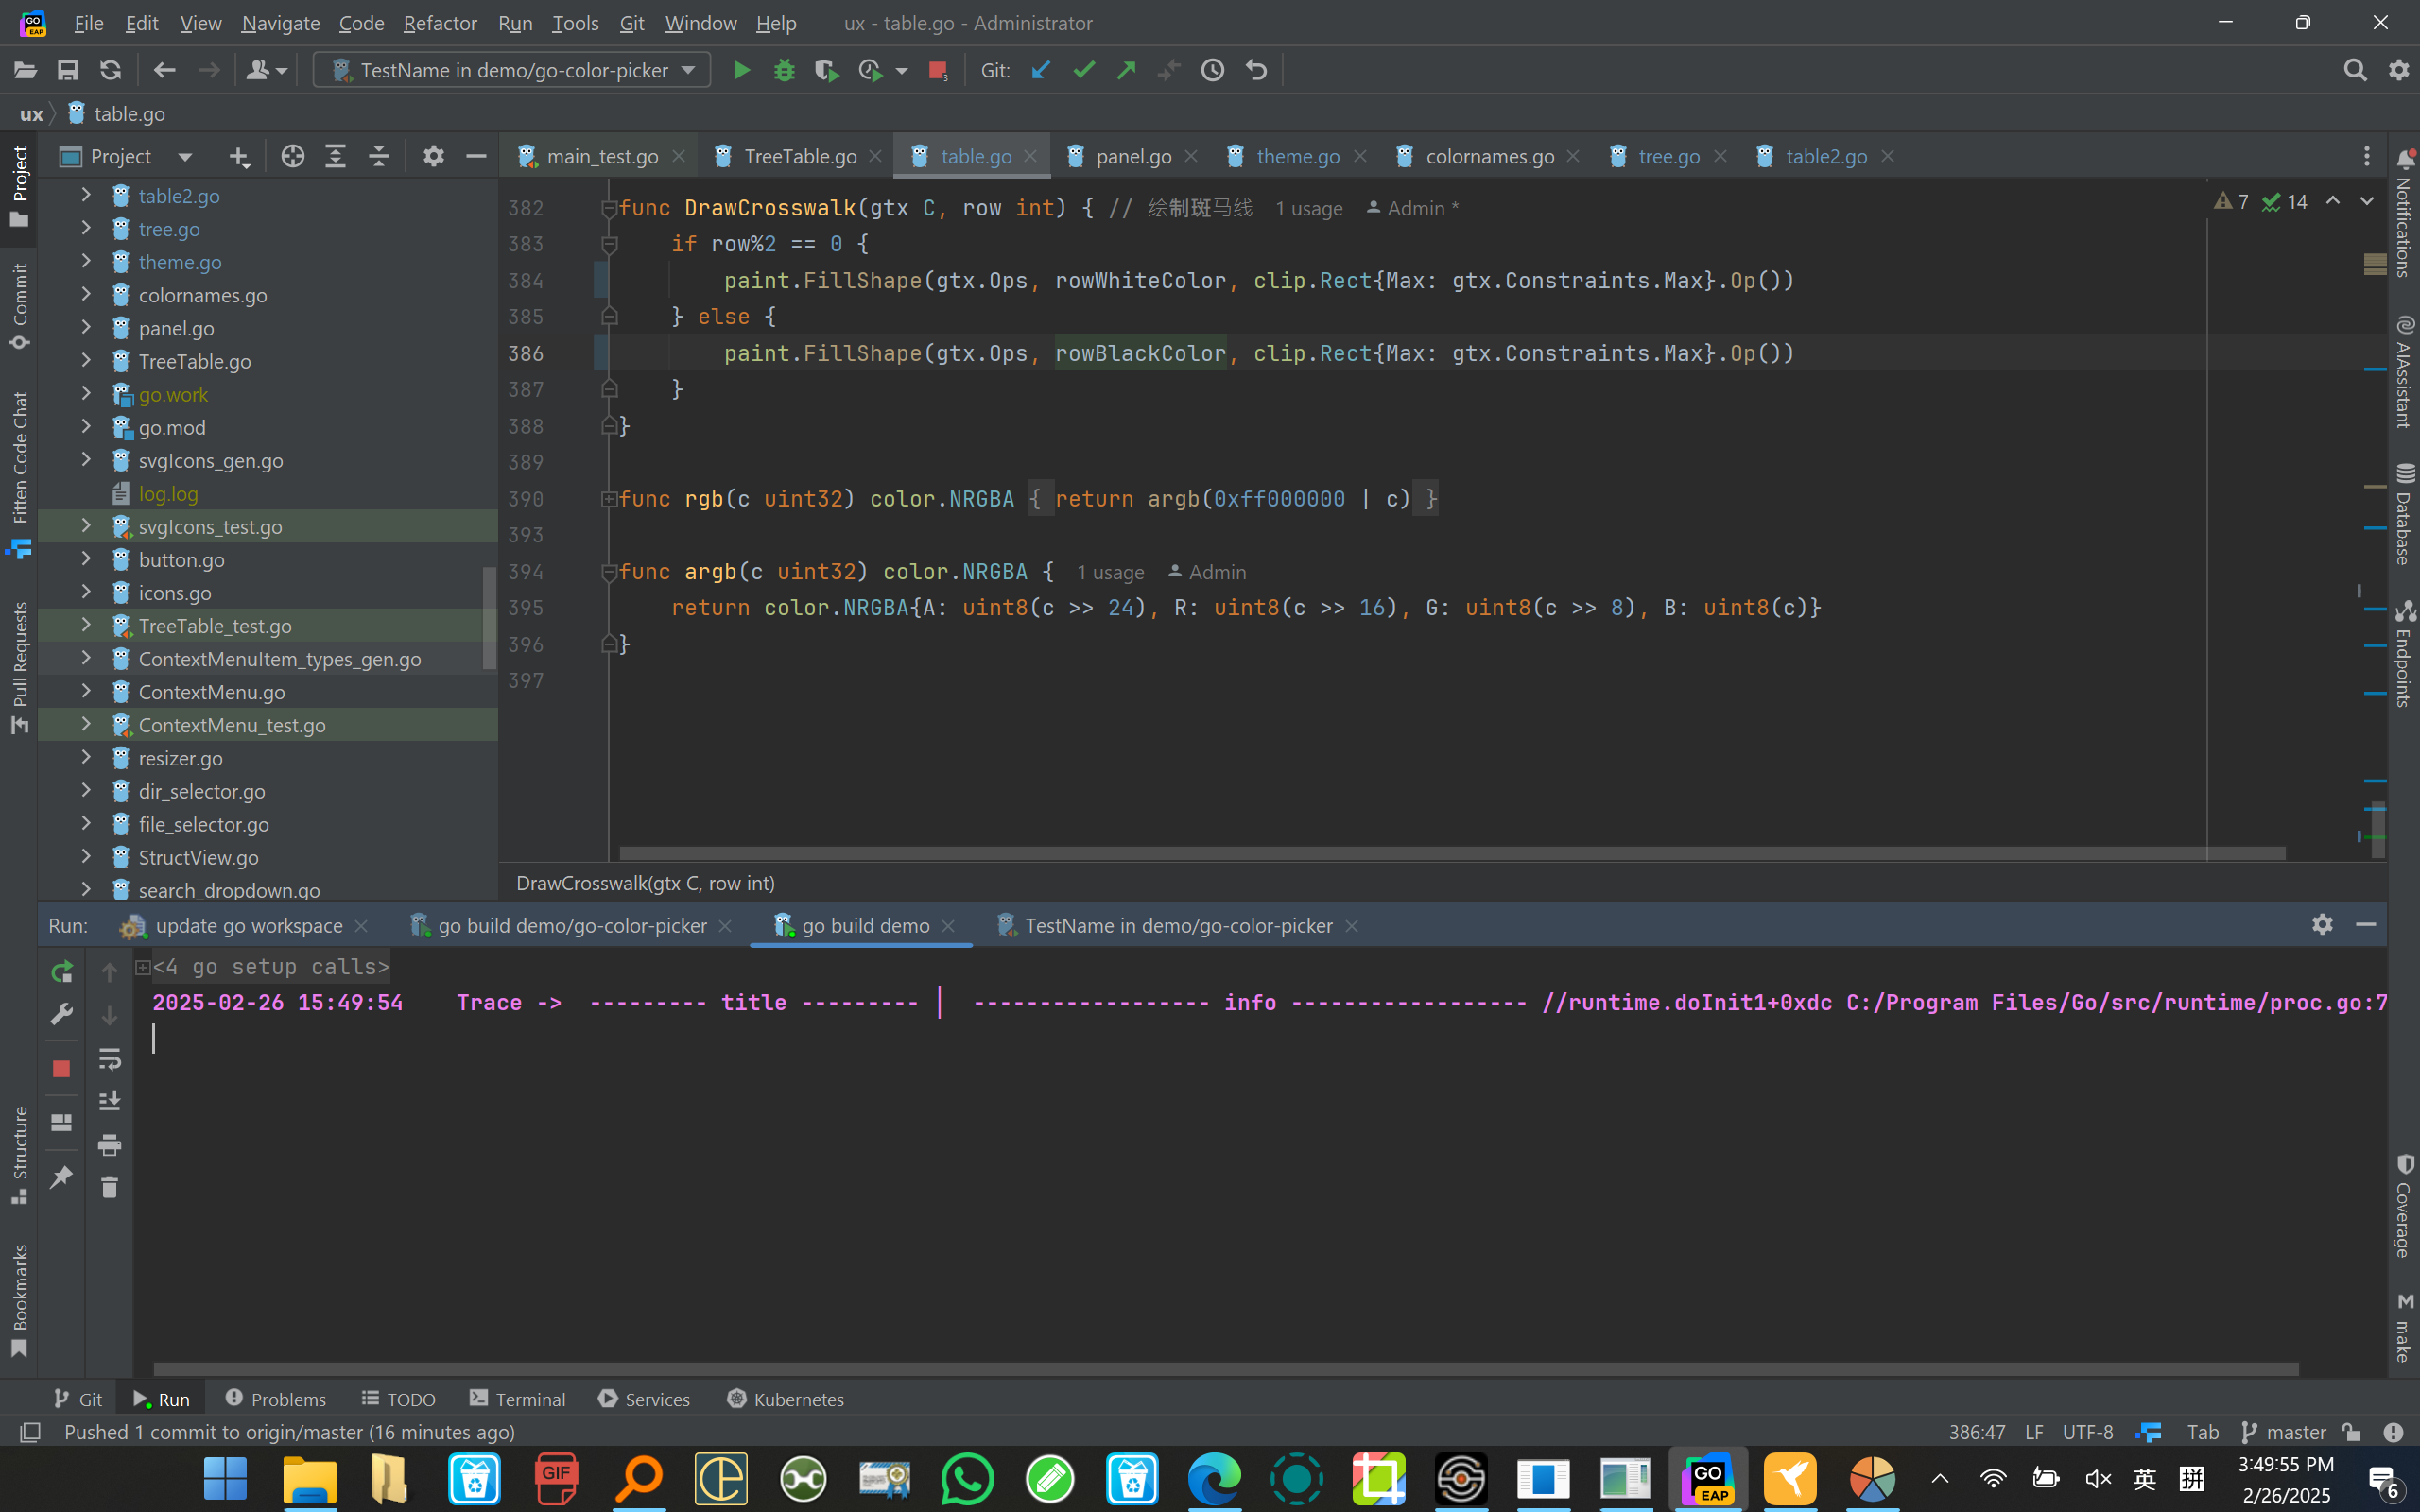 File Edit View Navigate Code Refactor Run Tools Git Window Help ux - table.go - Administrator
TestName in demo/go-color-picker Git:
ux table.go
Project
main_test.go TreeTable.go table.go panel.go theme.go colornames.go tree.go table2.go
Project
Commit
Fitten Code Chat
Pull Requests
Structure
Bookmarks
table2.go
tree.go
theme.go
colornames.go
panel.go
TreeTable.go
go.work
go.mod
svgIcons_gen.go
log.log
svgIcons_test.go
button.go
icons.go
TreeTable_test.go
ContextMenuItem_types_gen.go
ContextMenu.go
ContextMenu_test.go
resizer.go
dir_selector.go
file_selector.go
StructView.go
search_dropdown.go
7 14
382 func DrawCrosswalk(gtx C, row int) { // 绘制斑马线 1 usage Admin *
383 if row%2 == 0 {
384 paint.FillShape(gtx.Ops, rowWhiteColor, clip.Rect{Max: gtx.Constraints.Max}.Op())
385 } else {
386 paint.FillShape(gtx.Ops, rowBlackColor, clip.Rect{Max: gtx.Constraints.Max}.Op())
387 }
388 }
389
390 func rgb(c uint32) color.NRGBA { return argb(0xff000000 | c) }
393
394 func argb(c uint32) color.NRGBA { 1 usage Admin
395 return color.NRGBA{A: uint8(c >> 24), R: uint8(c >> 16), G: uint8(c >> 8), B: uint8(c)}
396 }
397
DrawCrosswalk(gtx C, row int)
Notifications
AIAssistant
Database
Endpoints
Coverage
make
Run: update go workspace go build demo/go-color-picker go build demo TestName in demo/go-color-picker
<4 go setup calls>
2025-02-26 15:49:54 Trace -> --------- title --------- | ------------------ info ------------------ //runtime.doInit1+0xdc C:/Program Files/Go/src/runtime/proc.go:7
Git Run Problems TODO Terminal Services Kubernetes
Pushed 1 commit to origin/master (16 minutes ago) 386:47 LF UTF-8 Tab master
GIF
GO
EAP
英 拼
3:49:55 PM
2/26/2025
6